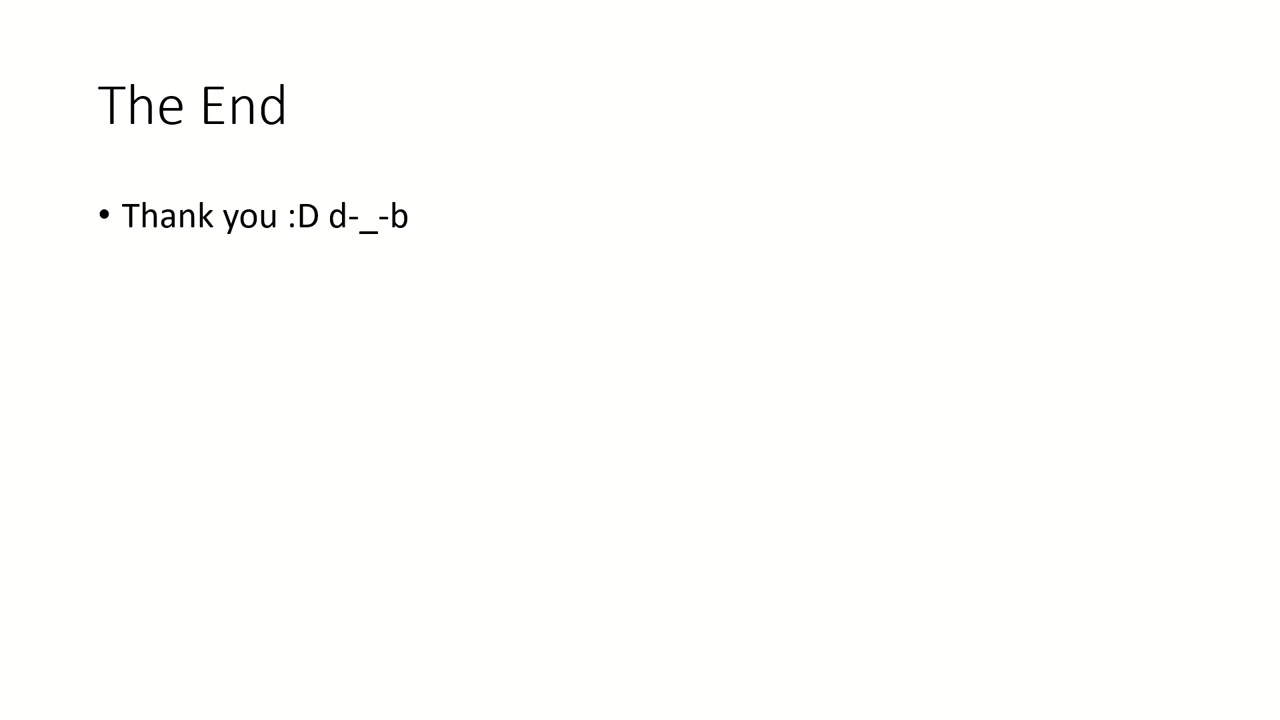 The End
• Thank you :D d-_-b